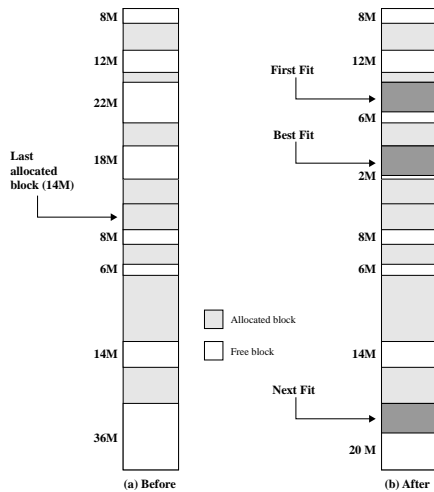 8M
12M
22M
18M
Last
allocated
block (14M)
8M
6M
14M
36M
(a) Before
Allocated block
Free block
8M
12M
First Fit
6M
Best Fit
2M
8M
6M
14M
Next Fit
20 M
(b) After